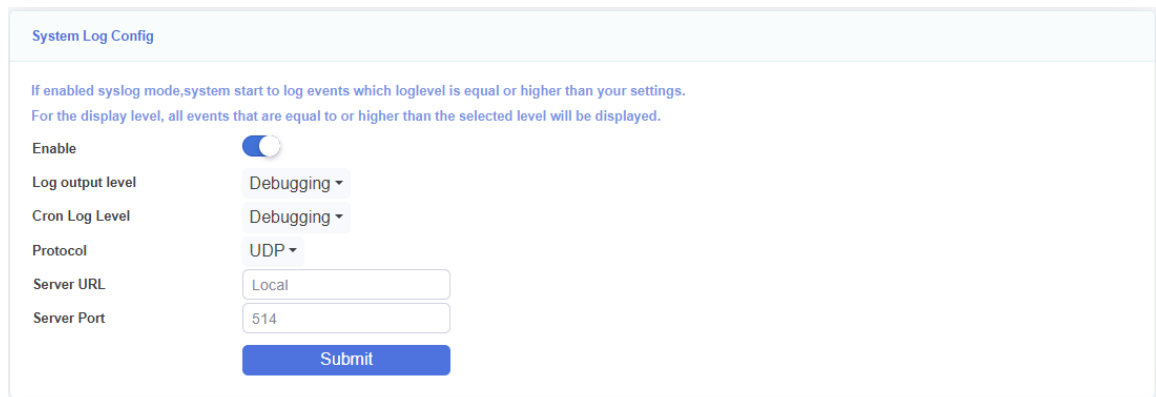 System Log Config
If enabled syslog mode,system start to log events which loglevel is equal or higher than your settings.
For the display level, all events that are equal to or higher than the selected level will be displayed.
Enable
Log output level Debugging
Cron Log Level Debugging
Protocol UDP
Server URL Local
Server Port 514
Submit